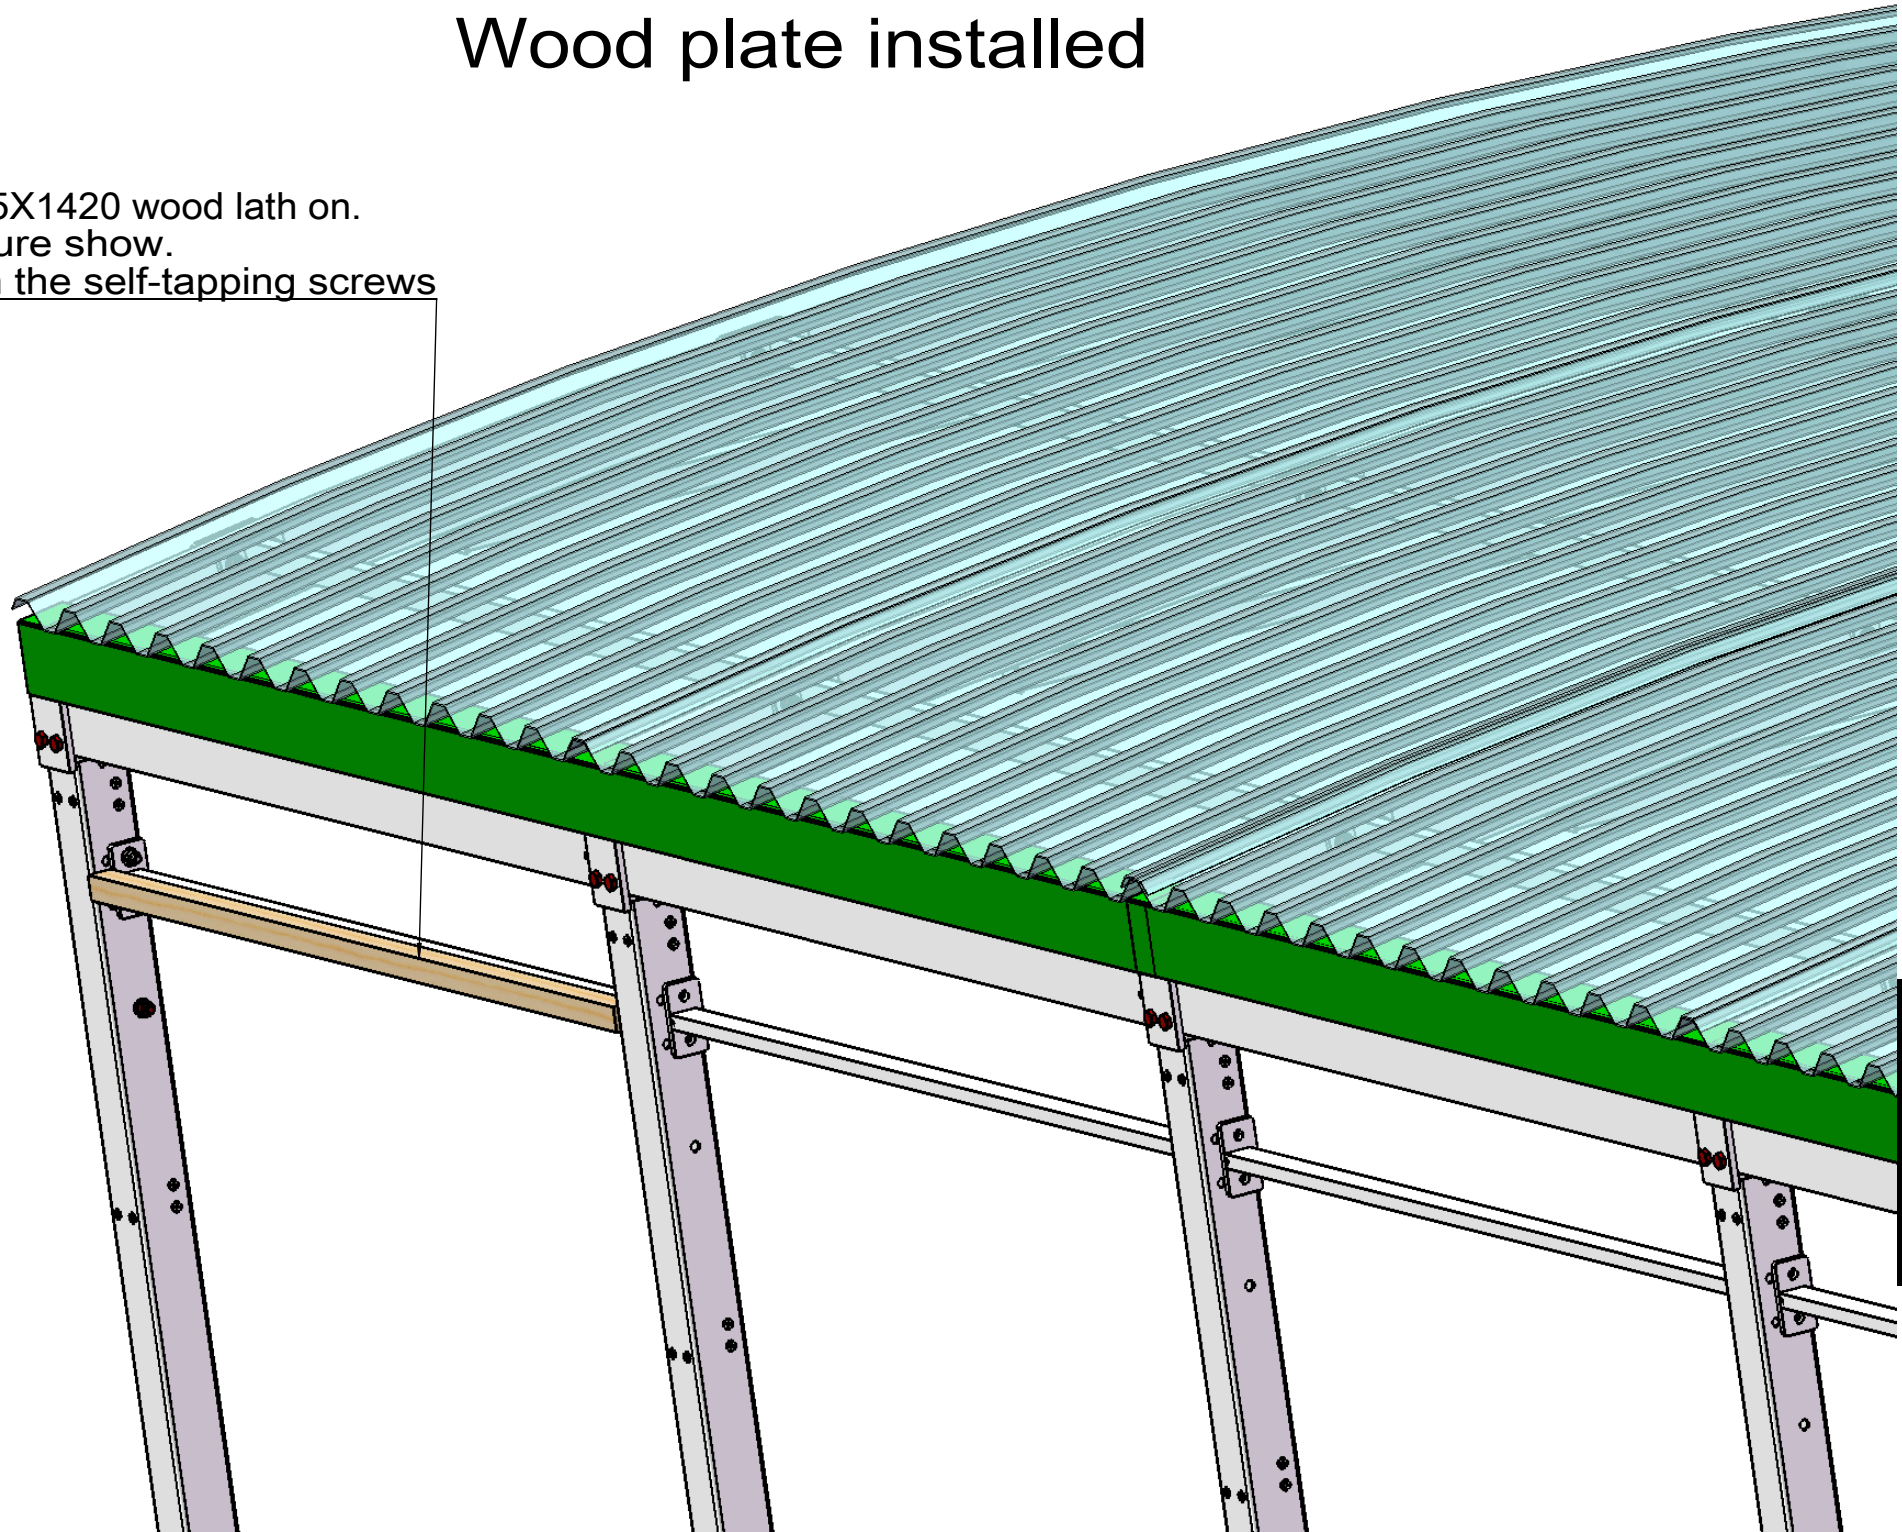 Wood plate installed
5X1420 wood lath on.
ure show.
the self-tapping screws